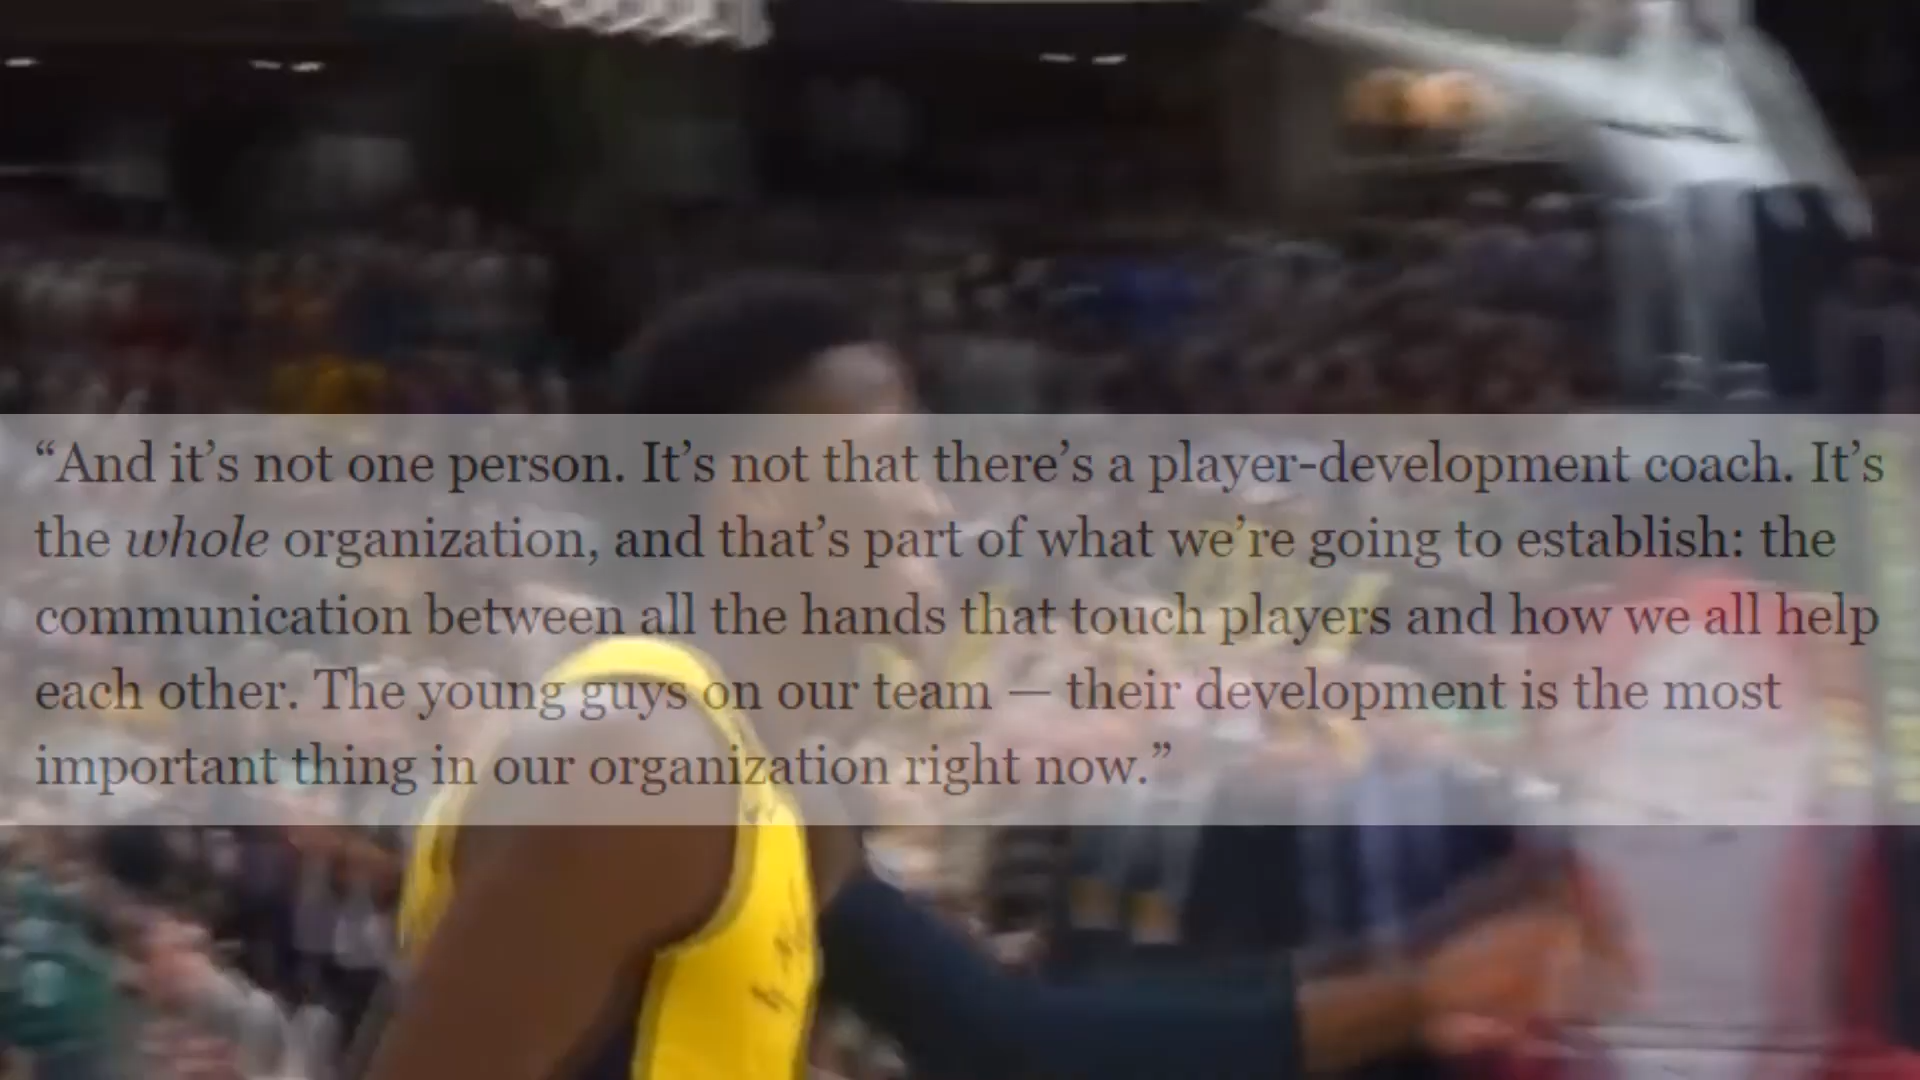 “And it’s not one person. It’s not that there’s a player-development coach. It’s
the whole organization, and that’s part of what we’re going to establish: the
communication between all the hands that touch players and how we all help
each other. The young guys on our team — their development is the most
important thing in our organization right now.”